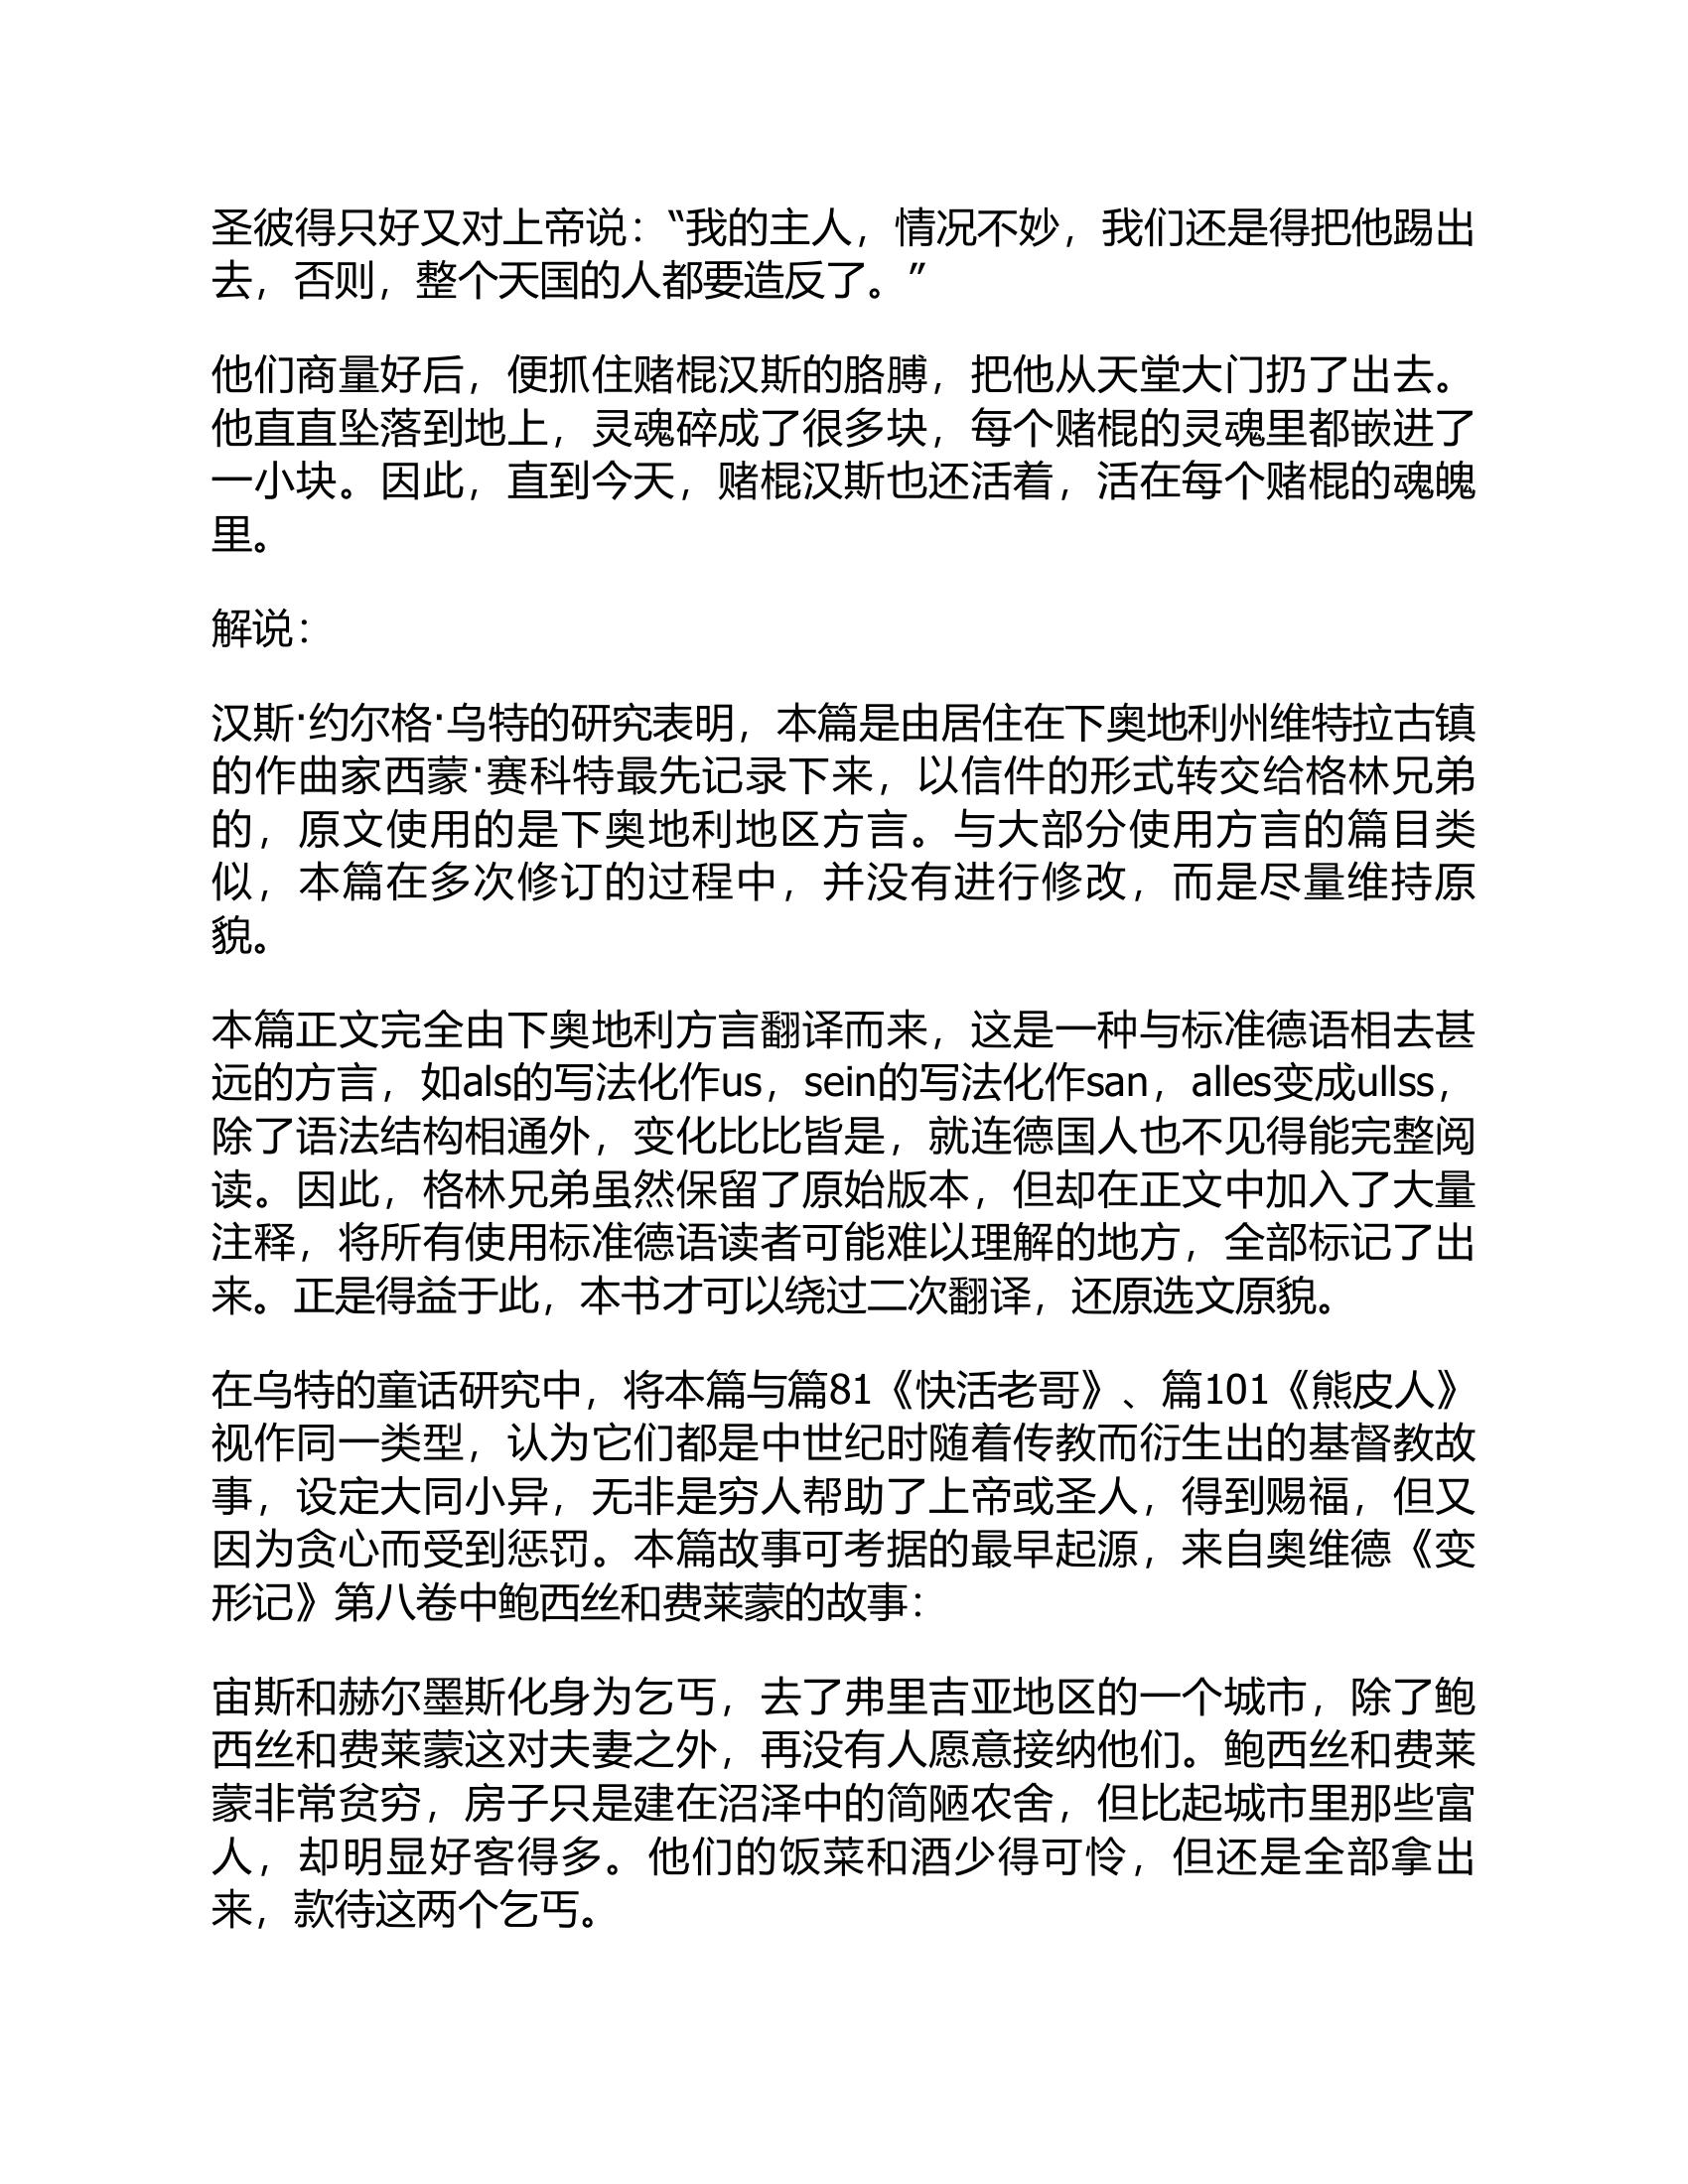 圣彼得只好又对上帝说：“我的主人，情况不妙，我们还是得把他踢出
去，否则，整个天国的人都要造反了。”
他们商量好后，便抓住赌棍汉斯的胳膊，把他从天堂大门扔了出去。
他直直坠落到地上，灵魂碎成了很多块，每个赌棍的灵魂里都嵌进了
一小块。因此，直到今天，赌棍汉斯也还活着，活在每个赌棍的魂魄
里。
解说：
汉斯·约尔格·乌特的研究表明，本篇是由居住在下奥地利州维特拉古镇
的作曲家西蒙·赛科特最先记录下来，以信件的形式转交给格林兄弟
的，原文使用的是下奥地利地区方言。与大部分使用方言的篇目类
似，本篇在多次修订的过程中，并没有进行修改，而是尽量维持原
貌。
本篇正文完全由下奥地利方言翻译而来，这是一种与标准德语相去甚
远的方言，如als的写法化作us，sein的写法化作san，alles变成ullss，
除了语法结构相通外，变化比比皆是，就连德国人也不见得能完整阅
读。因此，格林兄弟虽然保留了原始版本，但却在正文中加入了大量
注释，将所有使用标准德语读者可能难以理解的地方，全部标记了出
来。正是得益于此，本书才可以绕过二次翻译，还原选文原貌。
在乌特的童话研究中，将本篇与篇81《快活老哥》、篇101《熊皮人》
视作同一类型，认为它们都是中世纪时随着传教而衍生出的基督教故
事，设定大同小异，无非是穷人帮助了上帝或圣人，得到赐福，但又
因为贪心而受到惩罚。本篇故事可考据的最早起源，来自奥维德《变
形记》第八卷中鲍西丝和费莱蒙的故事：
宙斯和赫尔墨斯化身为乞丐，去了弗里吉亚地区的一个城市，除了鲍
西丝和费莱蒙这对夫妻之外，再没有人愿意接纳他们。鲍西丝和费莱
蒙非常贫穷，房子只是建在沼泽中的简陋农舍，但比起城市里那些富
人，却明显好客得多。他们的饭菜和酒少得可怜，但还是全部拿出
来，款待这两个乞丐。